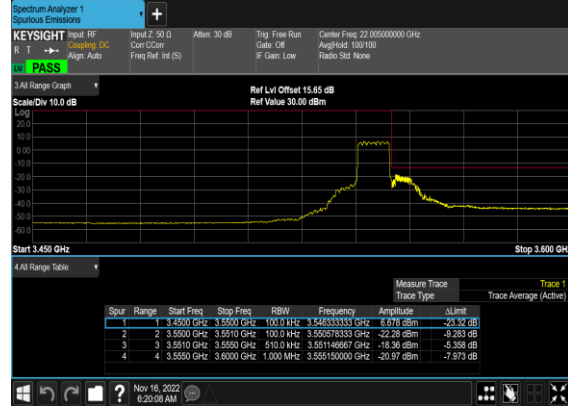 Spectrum Analyzer 1
Spurious Emissions
KEYSIGHT Input: RF Input Z: 50 Ω Atten: 30 dB Trig: Free Run Center Freq: 22.005000000 GHz
R T Coupling: DC Corr CCorr Gate: Off Avg|Hold: 100/100
Align: Auto Freq Ref: Int (S) IF Gain: Low Radio Std: None
PASS
3 All Range Graph
Ref Lvl Offset 15.65 dB
Scale/Div 10.0 dB Ref Value 30.00 dBm
Log
20.0
10.0
0.00
-10.0
-20.0
-30.0
-40.0
-50.0
-60.0
Start 3.450 GHz Stop 3.600 GH
4 All Range Table
Measure Trace Trace 1
Trace Type Trace Average (Active)
Spur Range Start Freq Stop Freq RBW Frequency Amplitude ΔLimit
1 1 3.4500 GHz 3.5500 GHz 100.0 kHz 3.546333333 GHz 6.678 dBm -23.32 dB
2 2 3.5500 GHz 3.5510 GHz 100.0 kHz 3.550578333 GHz -22.28 dBm -9.283 dB
3 3 3.5510 GHz 3.5550 GHz 510.0 kHz 3.551146667 GHz -18.36 dBm -5.358 dB
4 4 3.5550 GHz 3.6000 GHz 1.000 MHz 3.555150000 GHz -20.97 dBm -7.973 dB
Nov 16, 2022
6:20:08 AM